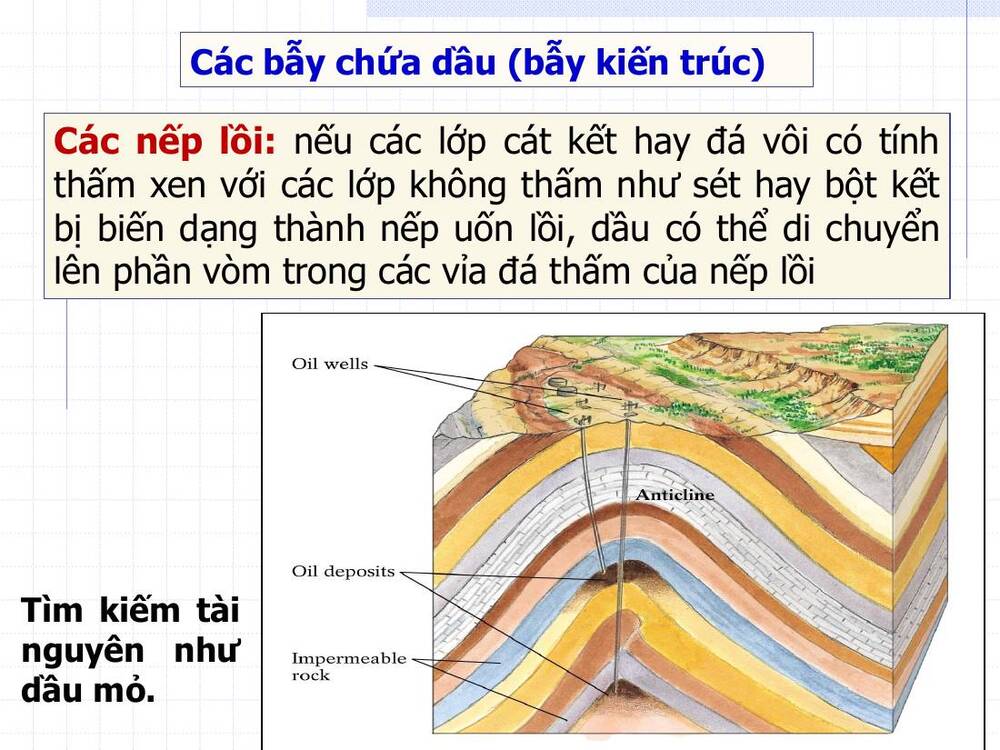 Các bẫy chứa dầu (bẫy kiến trúc)
Các nếp lồi: nếu các lớp cát kết hay đá vôi có tính
thấm xen với các lớp không thấm như sét hay bột kết
bị biến dạng thành nếp uốn lồi, dầu có thể di chuyển
lên phần vòm trong các vỉa đá thấm của nếp lồi
Oil wells
Anticline
Oil deposits
Impermeable
rock
Tìm kiếm tài
nguyên như
dầu mỏ.